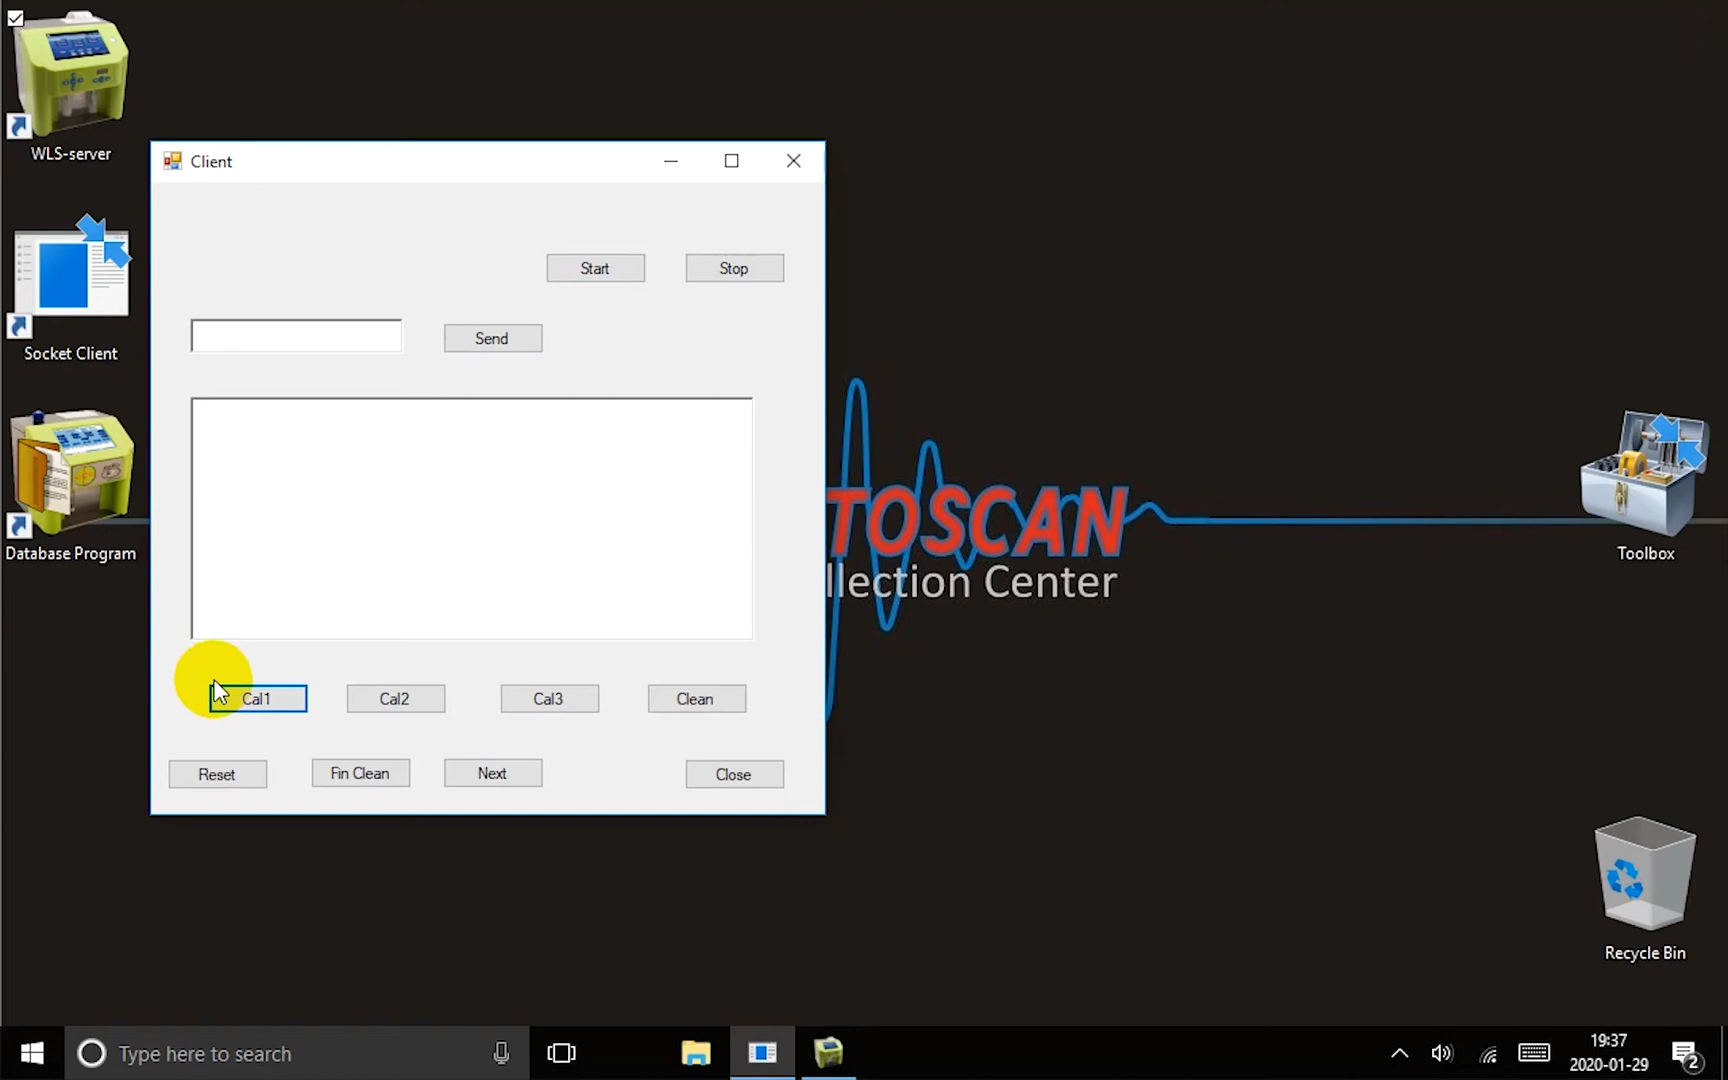 WLS-server
Client
Start
Stop
Send
Socket Client
TOSCAN
llection Center
Database Program
Toolbox
Cal1
Cal2
Cal3
Clean
Reset
Fin Clean
Next
Close
Recycle Bin
Type here to search
19:37
2020-01-29
2